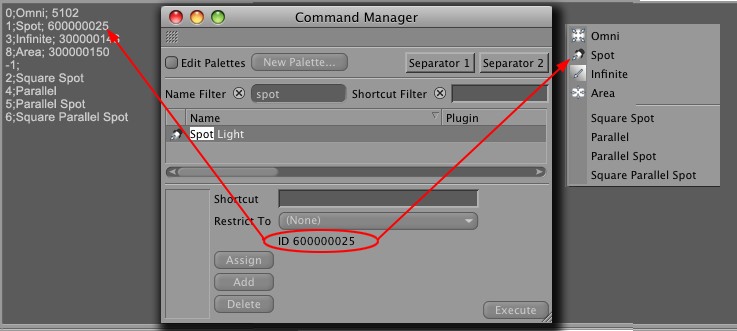 0;Omni; 5102
1;Spot; 600000025
3;Infinite; 300000146
8;Area; 300000150
-1;
2;Square Spot
4;Parallel
5;Parallel Spot
6;Square Parallel Spot
Command Manager
Edit Palettes
New Palette...
Separator 1
Separator 2
Name Filter
spot
Shortcut Filter
Name
Plugin
Spot Light
Shortcut
Restrict To
(None)
ID 600000025
Assign
Add
Delete
Execute
Omni
Spot
Infinite
Area
Square Spot
Parallel
Parallel Spot
Square Parallel Spot